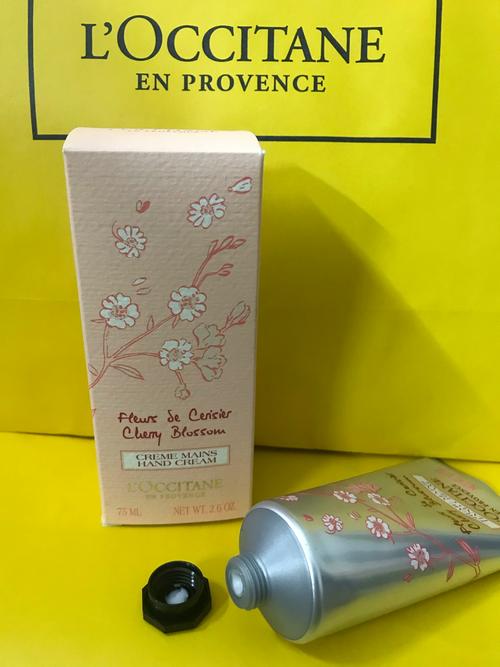 L'OCCITANE
EN PROVENCE
Fleurs de Cerisier
Cherry Blossom
CRÈME MAINS
HAND CREAM
L'OCCITANE
EN PROVENCE
75 ML NET WT. 2.6 OZ.
L'OCCITANE